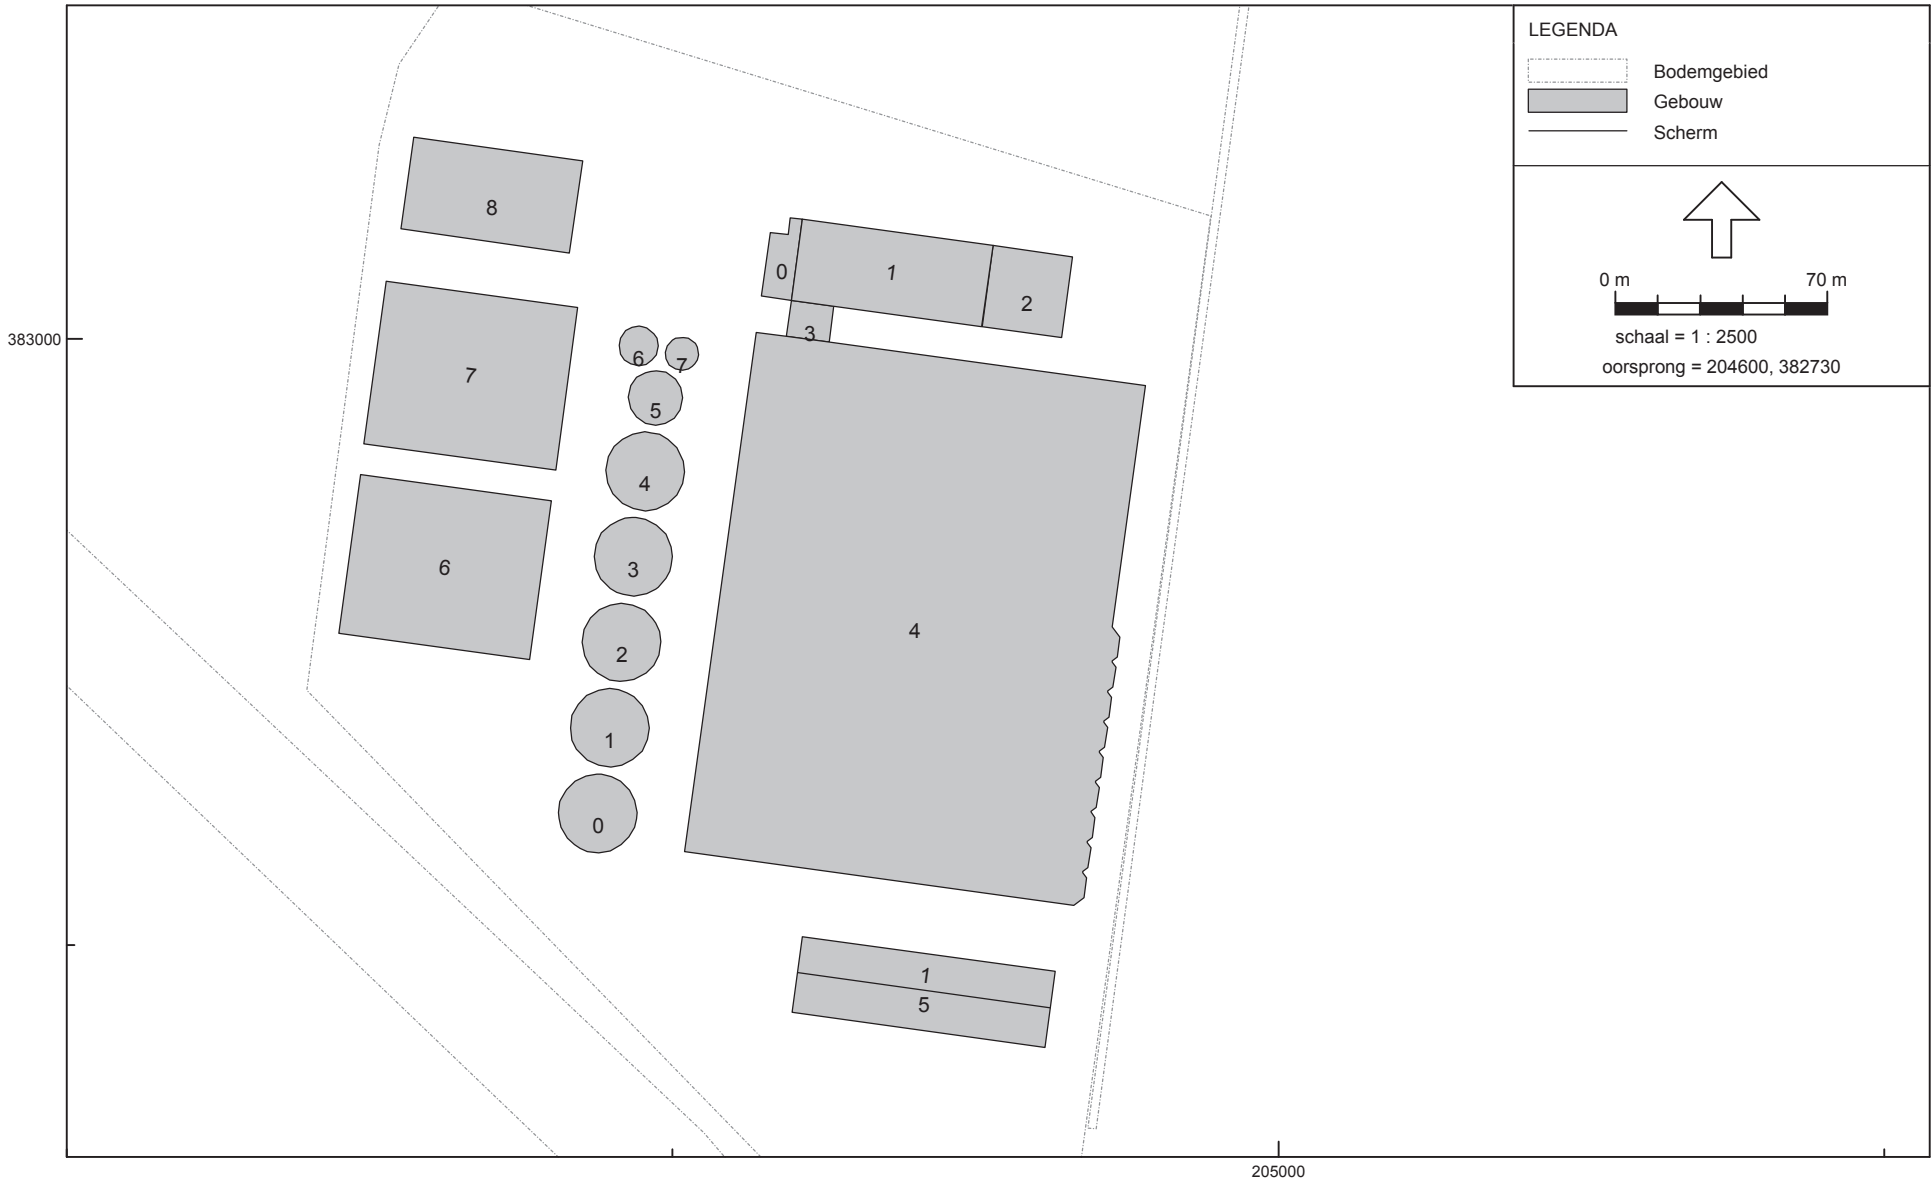 LEGENDA
Bodemgebied
Gebouw
Scherm
0 m 70 m
schaal = 1 : 2500
oorsprong = 204600, 382730
8
0
1
2
3
383000
6
7
7
5
4
6
3
4
2
1
0
1
5
205000